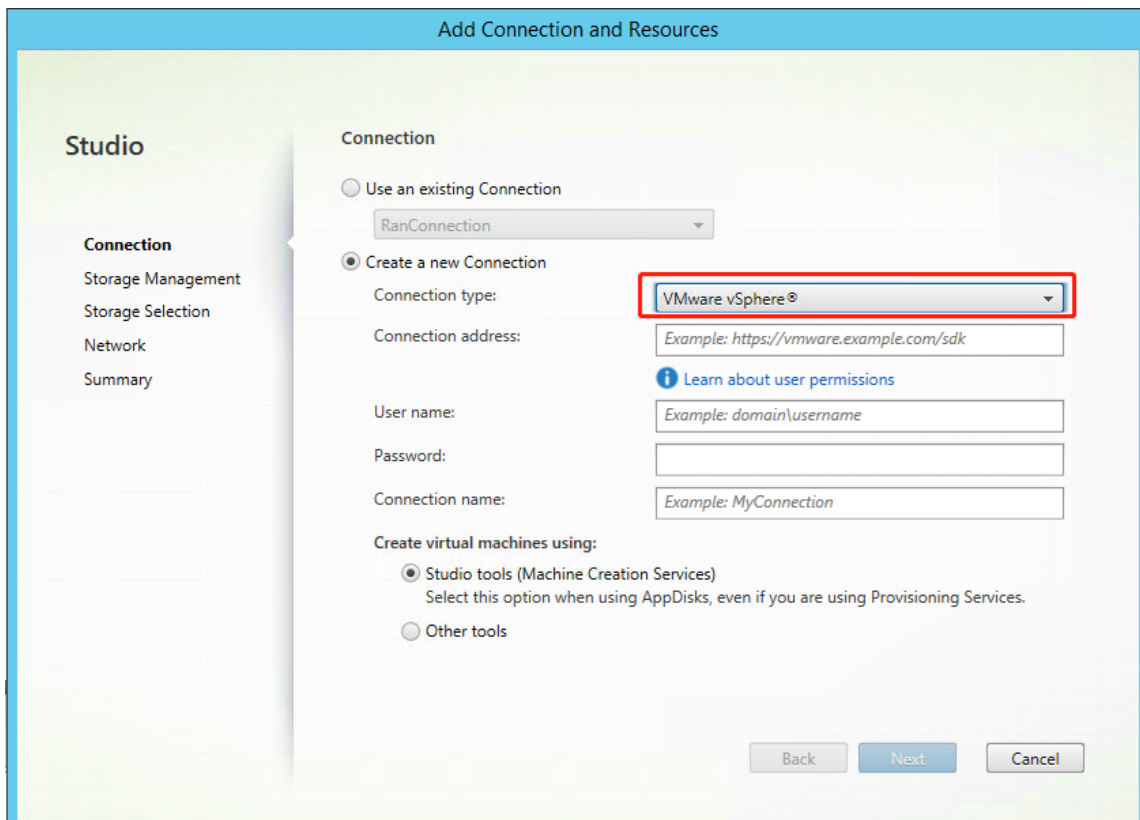 Add Connection and Resources
Studio
Connection
Storage Management
Storage Selection
Network
Summary
Connection
Use an existing Connection
RanConnection
Create a new Connection
Connection type:
VMware vSphere®
Connection address:
Example: https://vmware.example.com/sdk
Learn about user permissions
User name:
Example: domain\username
Password:
Connection name:
Example: MyConnection
Create virtual machines using:
Studio tools (Machine Creation Services)
Select this option when using AppDisks, even if you are using Provisioning Services.
Other tools
Back
Next
Cancel